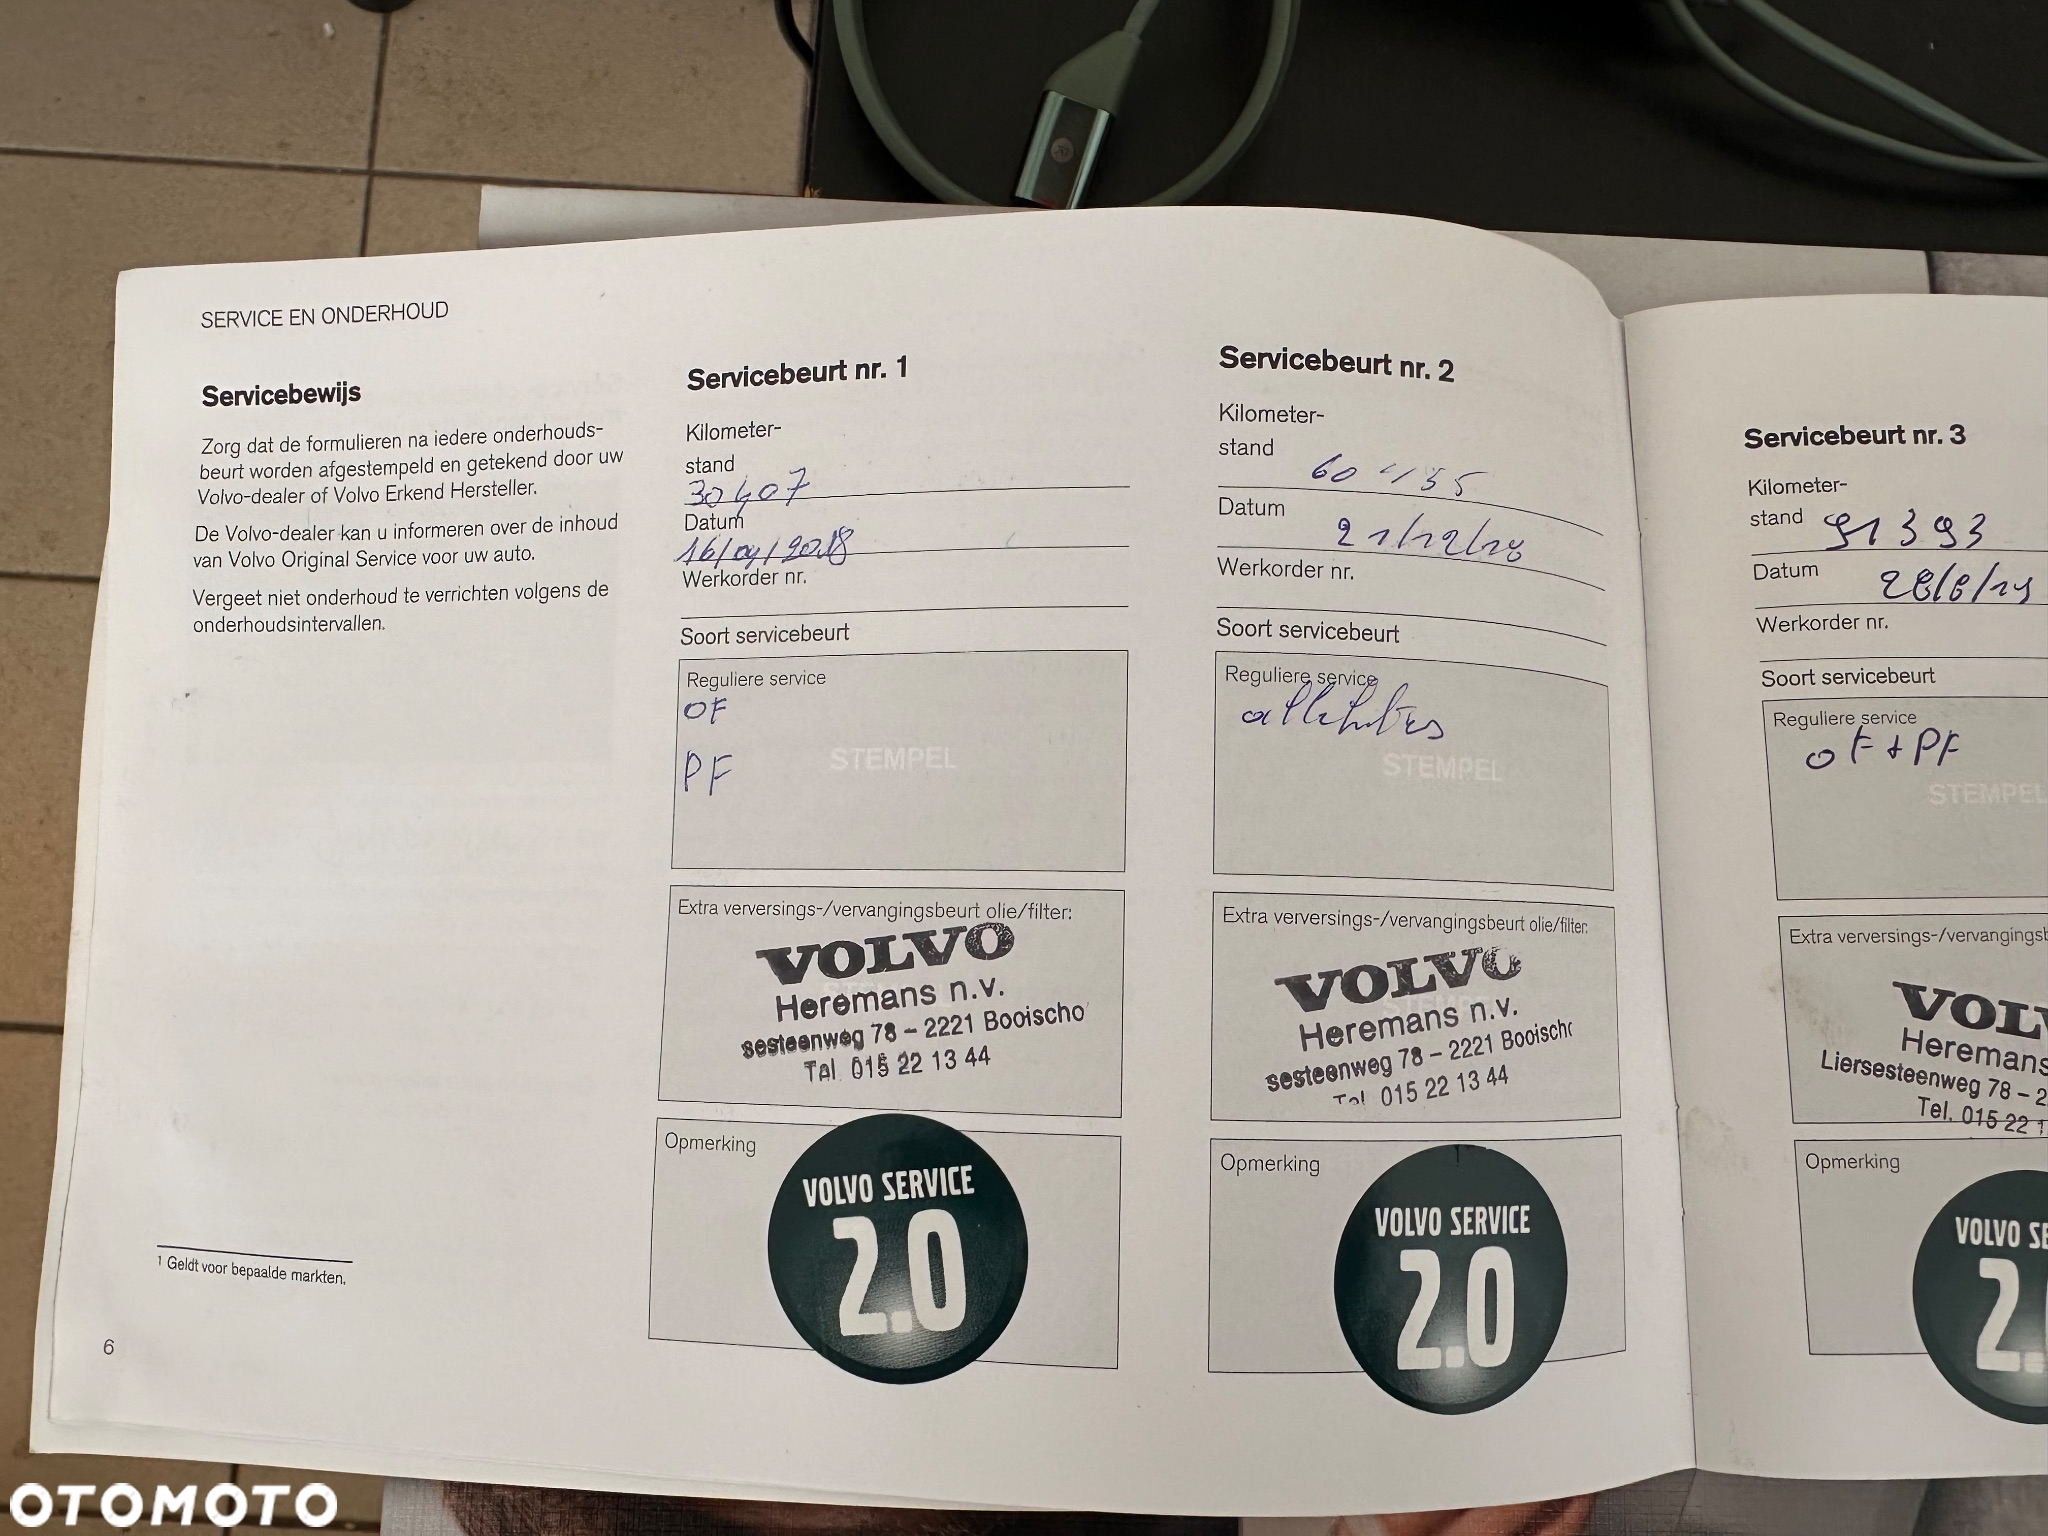 SERVICE EN ONDERHOUD
Servicebewijs
Zorg dat de formulieren na iedere onderhouds-
beurt worden afgestempeld en getekend door uw
Volvo-dealer of Volvo Erkend Hersteller.
De Volvo-dealer kan u informeren over de inhoud
van Volvo Original Service voor uw auto.
Vergeet niet onderhoud te verrichten volgens de
onderhoudsintervallen.
1 Geldt voor bepaalde markten.
6
Servicebeurt nr. 1
Kilometer-
stand
30407
Datum
16/04/2018
Werkorder nr.
Soort servicebeurt
Reguliere service
OF
PF
STEMPEL
Extra verversings-/vervangingsbeurt olie/filter:
VOLVO
Heremans n.v.
sesteenweg 78 – 2221 Booischo
Tel. 015 22 13 44
Opmerking
VOLVO SERVICE
2.0
Servicebeurt nr. 2
Kilometer-
stand
Datum
21/12/18
Werkorder nr.
Soort servicebeurt
Reguliere service
STEMPEL
Extra verversings-/vervangingsbeurt olie/filter:
VOLVO
Heremans n.v.
sesteenweg 78 – 2221 Booischo
Tel. 015 22 13 44
Opmerking
VOLVO SERVICE
2.0
Servicebeurt nr. 3
Kilometer-
stand
91393
Datum
Werkorder nr.
Soort servicebeurt
Reguliere service
OF + PF
STEMPEL
Extra verversings-/vervangingsb
VOLV
Heremans
Liersesteenweg 78 – 2
Tel. 015 22 1
Opmerking
VOLVO SE
2.
OTOMOTO